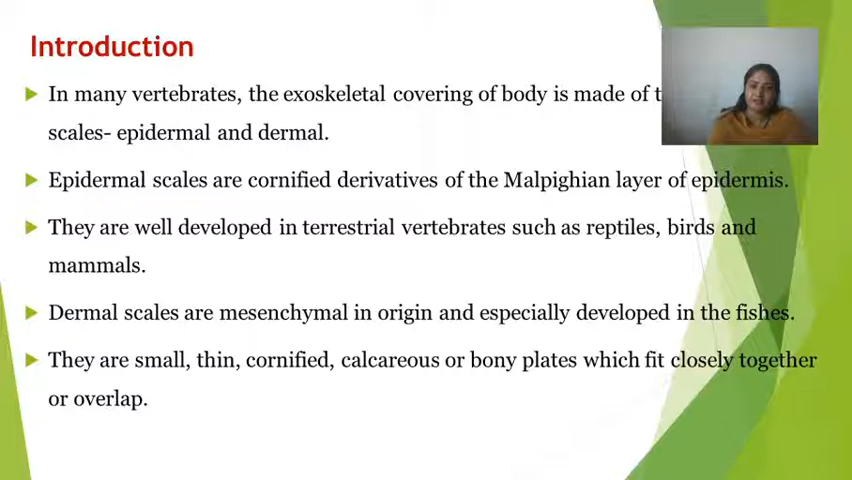 Introduction
In many vertebrates, the exoskeletal covering of body is made of
scales- epidermal and dermal.
Epidermal scales are cornified derivatives of the Malpighian layer of epidermis.
They are well developed in terrestrial vertebrates such as reptiles, birds and
mammals.
Dermal scales are mesenchymal in origin and especially developed in the fishes.
They are small, thin, cornified, calcareous or bony plates which fit closely together
or overlap.